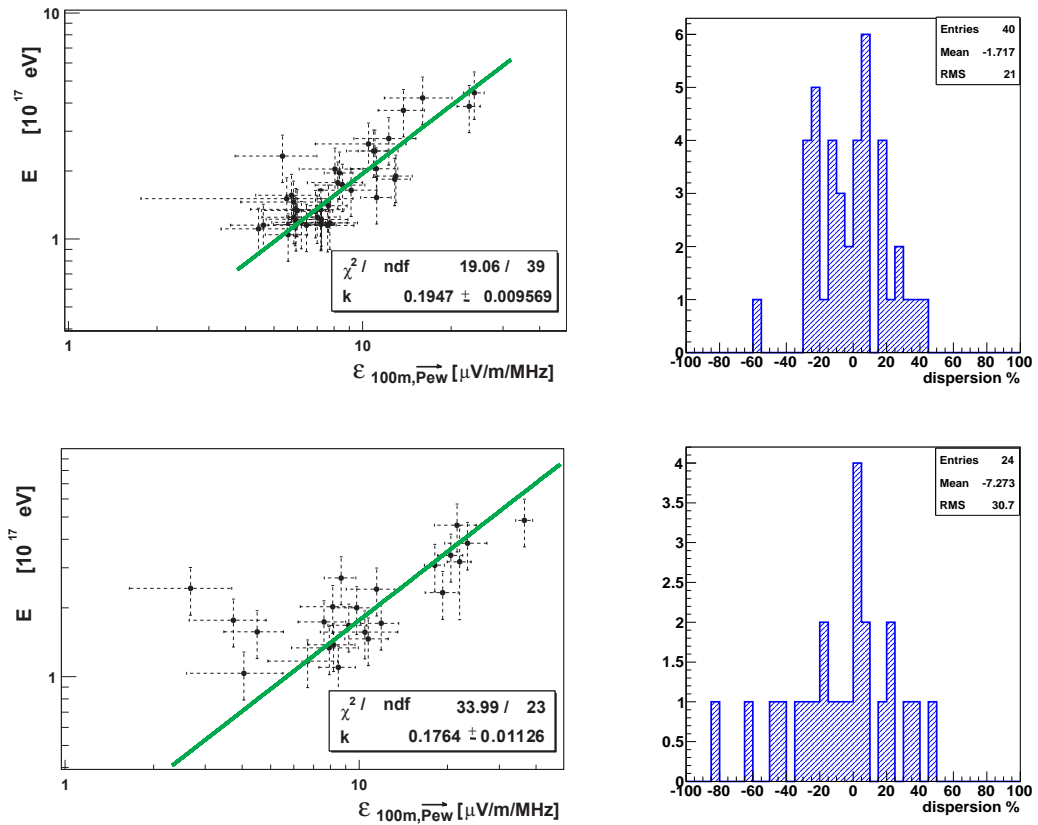 10
E [10 17 eV]
1
χ2 / ndf 19.06 / 39
k 0.1947 ± 0.009569
1 10
ε 100m,Pew [μV/m/MHz]
Entries 40
Mean -1.717
RMS 21
6
5
4
3
2
1
0
-100 -80 -60 -40 -20 0 20 40 60 80 100
dispersion %
E [10 17 eV]
1
χ2 / ndf 33.99 / 23
k 0.1764 ± 0.01126
1 10
ε 100m,Pew [μV/m/MHz]
Entries 24
Mean -7.273
RMS 30.7
4
3.5
3
2.5
2
1.5
1
0.5
0
-100 -80 -60 -40 -20 0 20 40 60 80 100
dispersion %